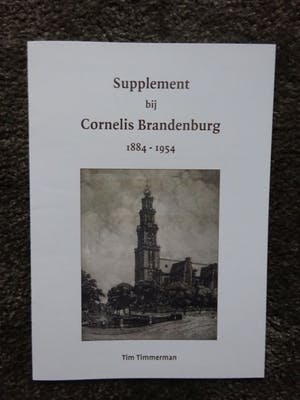 Supplement
bij
Cornelis Brandenburg
1884 - 1954
Tim Timmerman